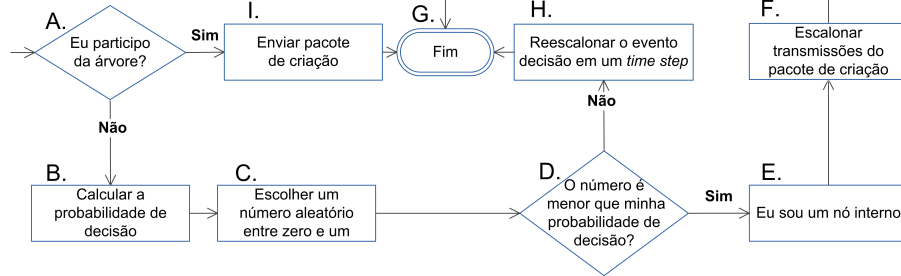 A.
Eu participo
da árvore?
Sim
I.
Enviar pacote
de criação
G.
Fim
H.
Reescalonar o evento
decisão em um time step
F.
Escalonar
transmissões do
pacote de criação
Não
Não
B.
Calcular a
probabilidade de
decisão
C.
Escolher um
número aleatório
entre zero e um
D.
O número é
menor que minha
probabilidade de
decisão?
Sim
E.
Eu sou um nó interno